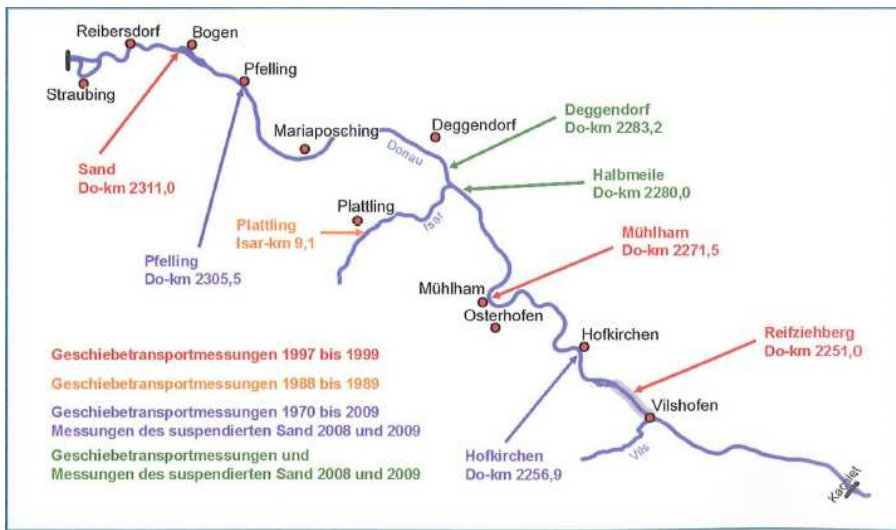 Reibersdorf
Bogen
Straubing
Pfelling
Mariaposching
Deggendorf
Donau
Deggendorf
Do-km 2283,2
Sand
Do-km 2311,0
Halbmeile
Do-km 2280,0
Plattling
Isar
Plattling
Isar-km 9,1
Mühlham
Do-km 2271,5
Pfelling
Do-km 2305,5
Mühlham
Osterhofen
Hofkirchen
Reifziehberg
Do-km 2251,0
Geschiebetransportmessungen 1997 bis 1999
Geschiebetransportmessungen 1988 bis 1989
Geschiebetransportmessungen 1970 bis 2009
Messungen des suspendierten Sand 2008 und 2009
Geschiebetransportmessungen und
Messungen des suspendierten Sand 2008 und 2009
Vilshofen
Vils
Hofkirchen
Do-km 2256,9
Kachlet